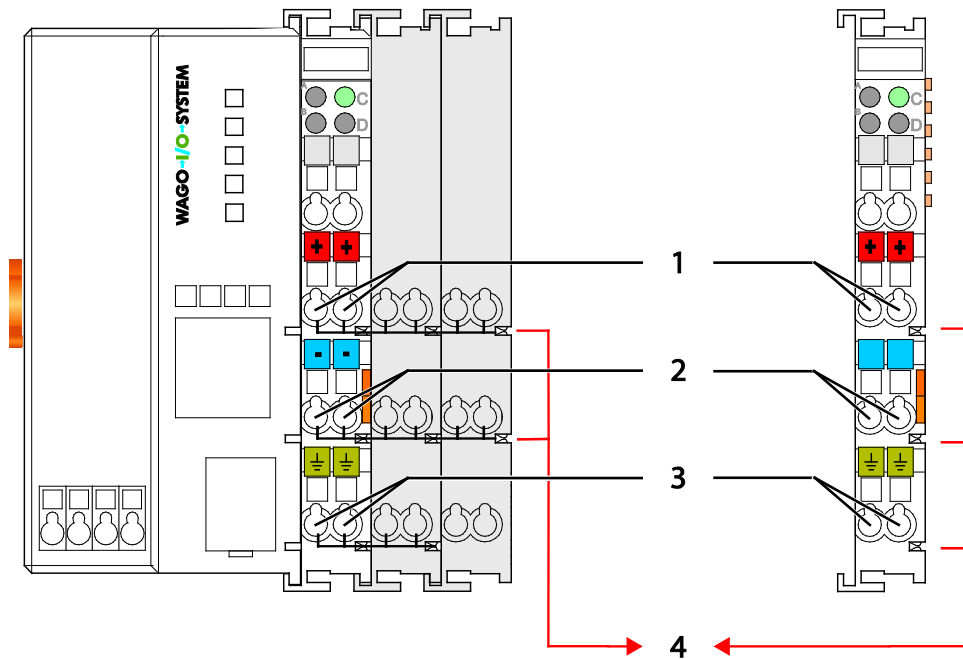 WAGO→I/O→SYSTEM
A C
B D
A C
B D
+ +
+ +
1
- -
2
3
4